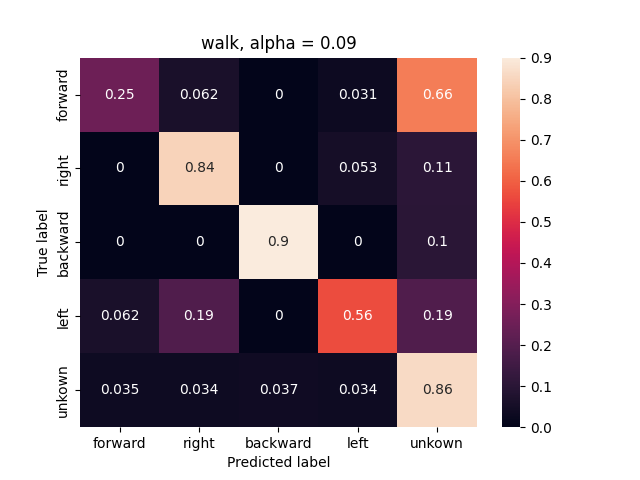 walk, alpha = 0.09
forward 0.25 0.062 0 0.031 0.66
right 0 0.84 0 0.053 0.11
backward 0 0 0.9 0 0.1
left 0.062 0.19 0 0.56 0.19
unkown 0.035 0.034 0.037 0.034 0.86
True label
forward right backward left unkown
Predicted label
0.9
0.8
0.7
0.6
0.5
0.4
0.3
0.2
0.1
0.0